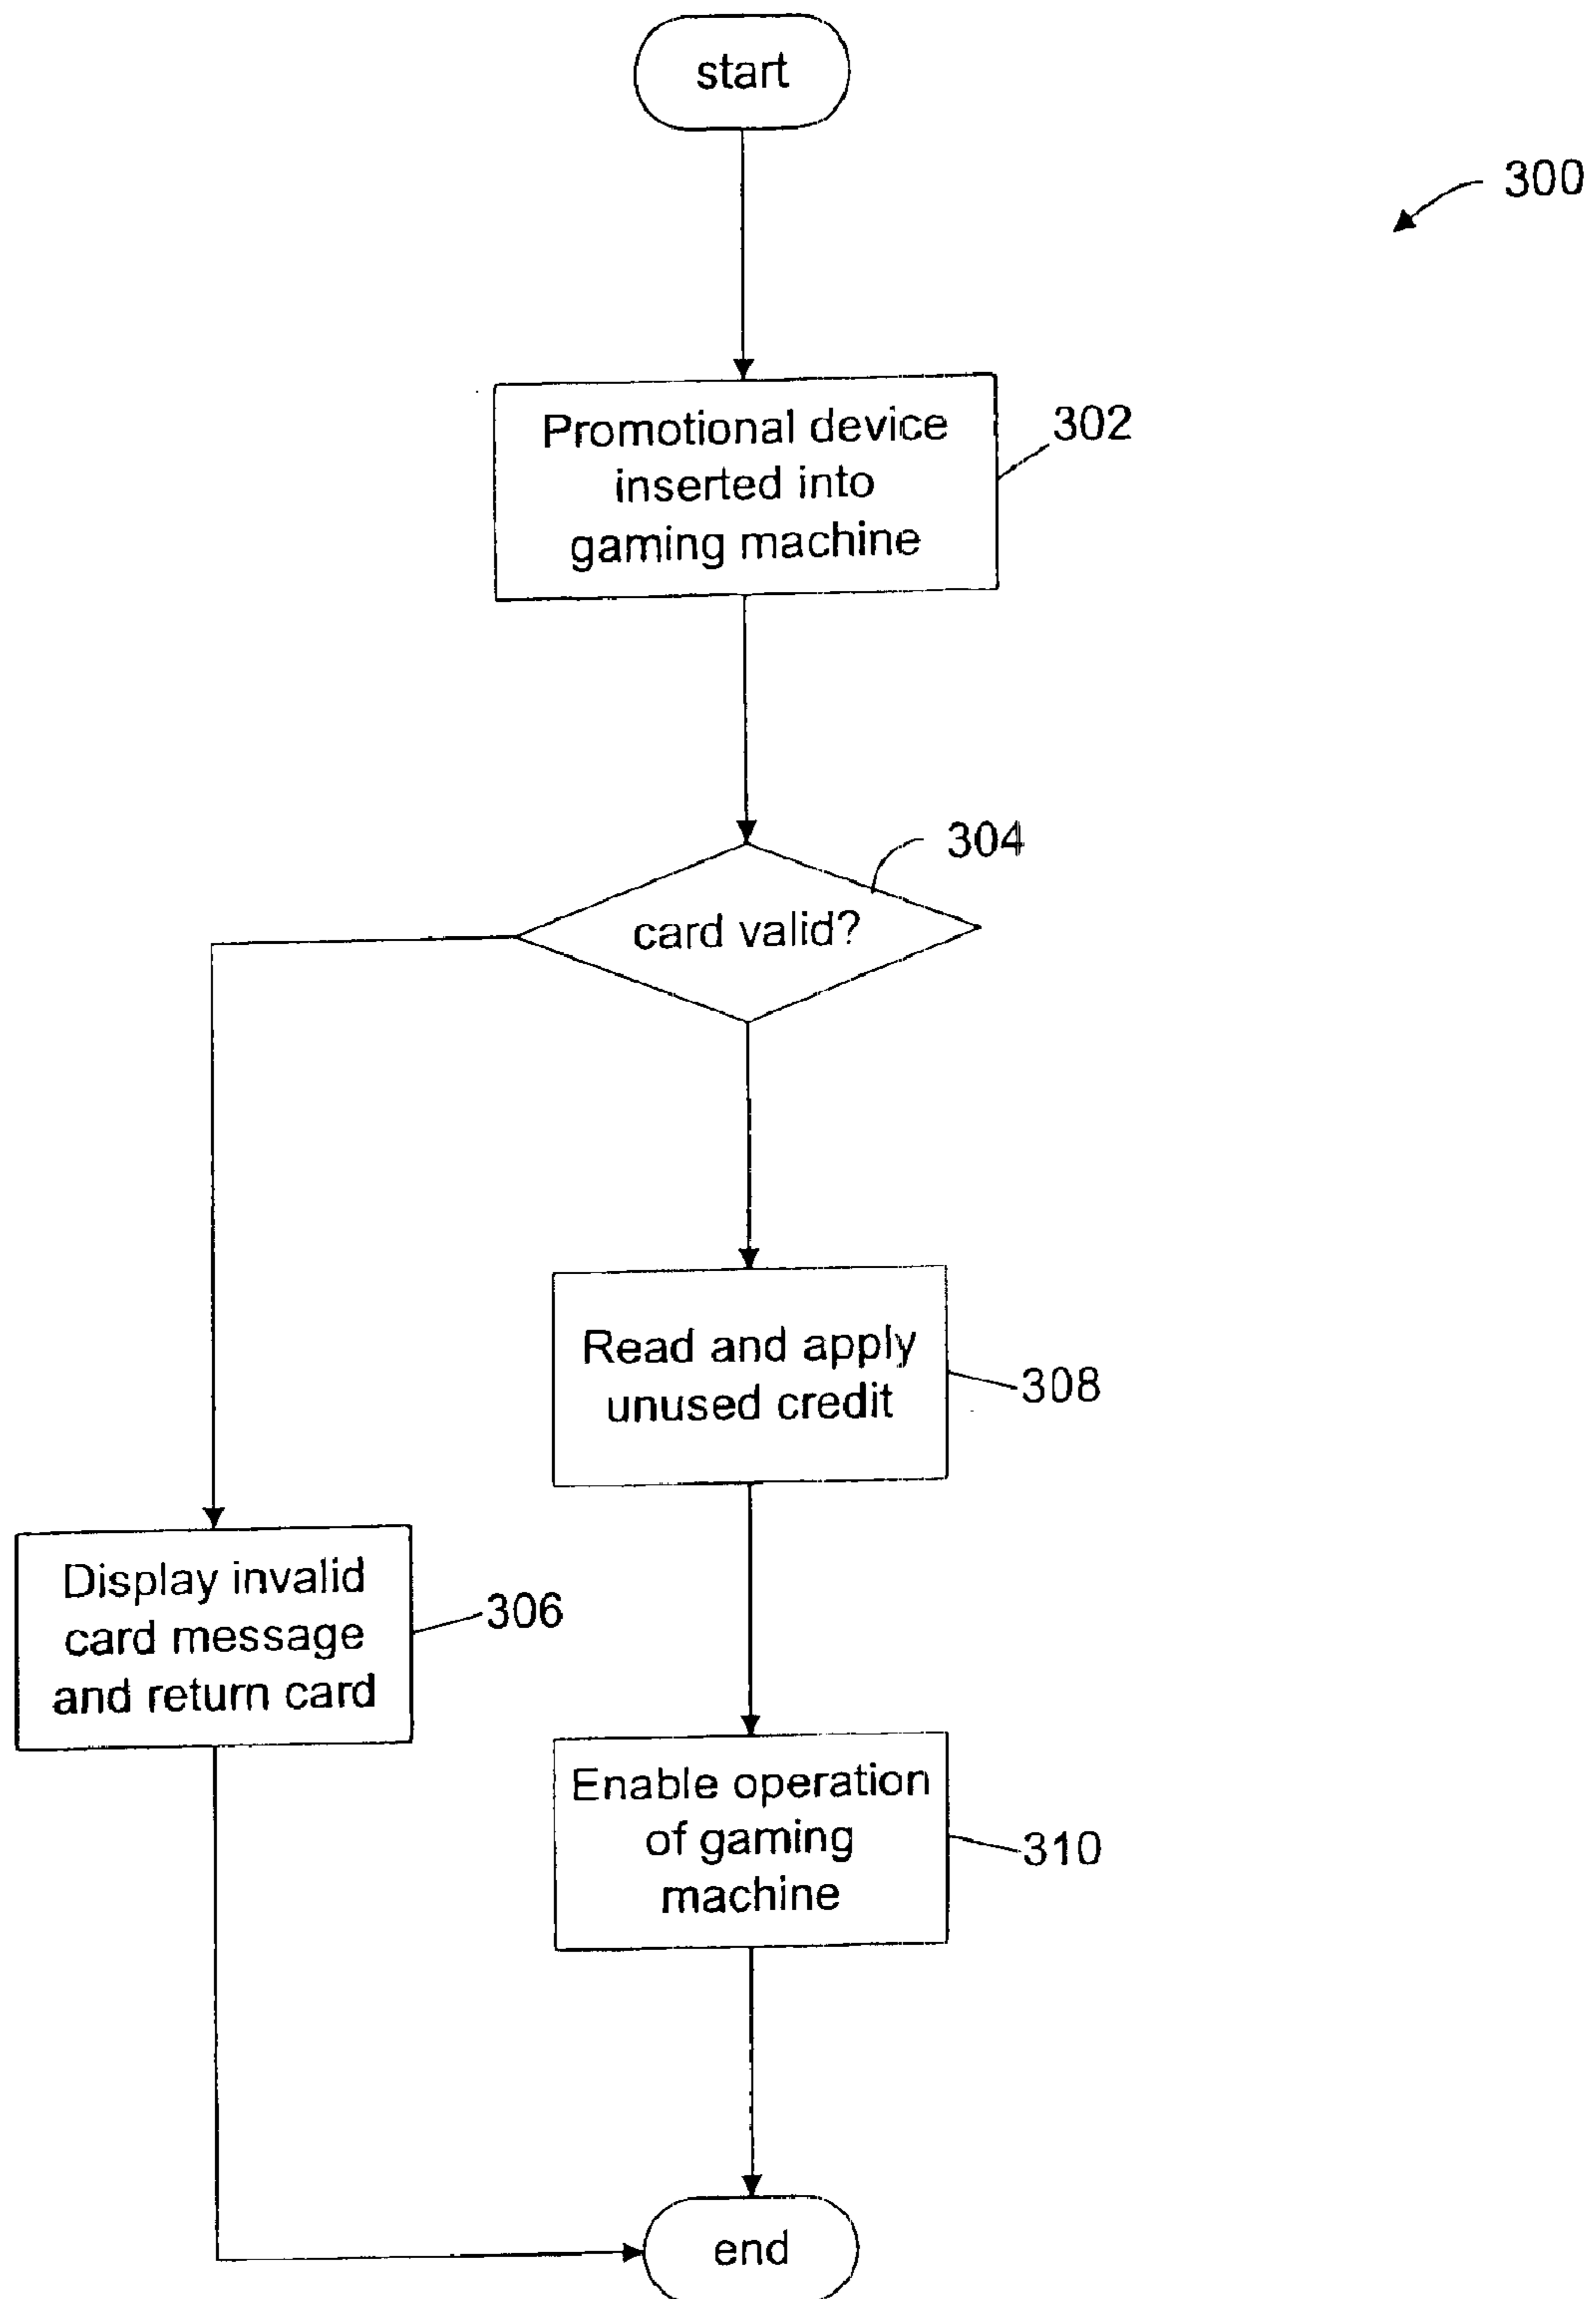 start
300
Promotional device
inserted into
gaming machine
302
304
card valid?
Read and apply
unused credit
308
Display invalid
card message
and return card
306
Enable operation
of gaming
machine
310
end